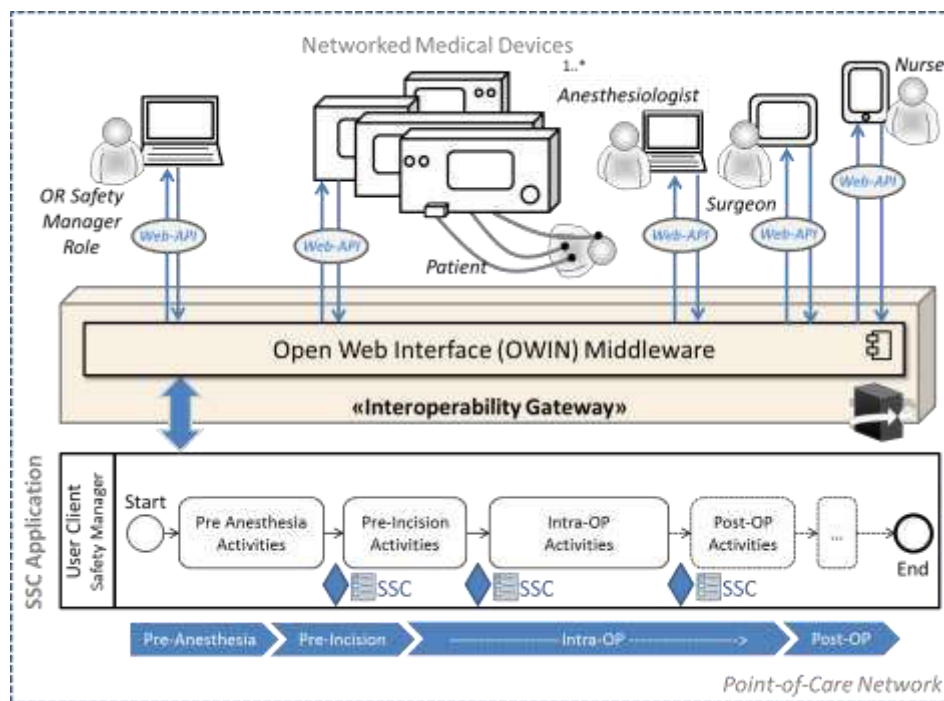 Networked Medical Devices
1..*
Nurse
Anesthesiologist
OR Safety
Manager
Role
Surgeon
Patient
Web-API
Web-API
Web-API
Web-API
Web-API
Open Web Interface (OWIN) Middleware
«Interoperability Gateway»
SSC Application
User Client
Safety Manager
Start
Pre Anesthesia
Activities
Pre-Incision
Activities
Intra-OP
Activities
Post-OP
Activities
...
End
SSC
SSC
SSC
Pre-Anesthesia
Pre-Incision
Intra-OP
Post-OP
Point-of-Care Network